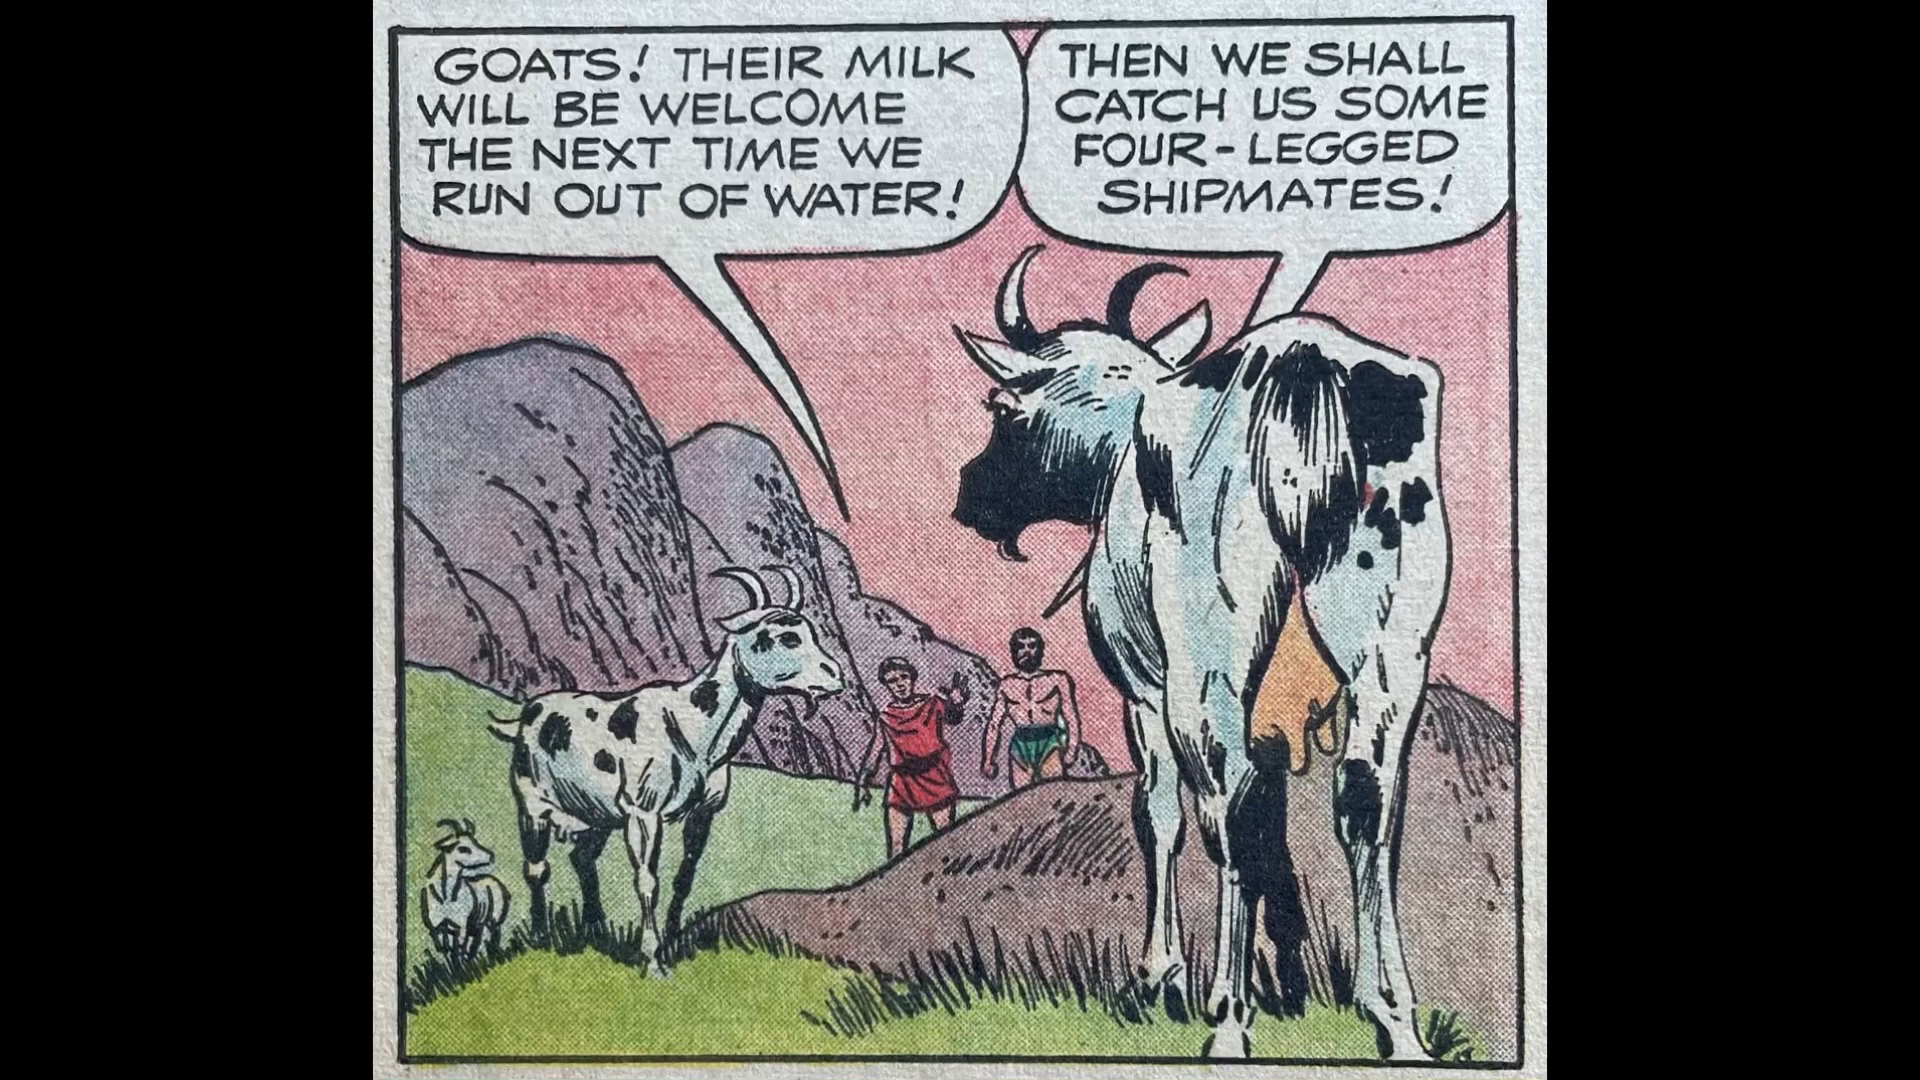 GOATS! THEIR MILK
WILL BE WELCOME
THE NEXT TIME WE
RUN OUT OF WATER!
THEN WE SHALL
CATCH US SOME
FOUR-LEGGED
SHIPMATES!